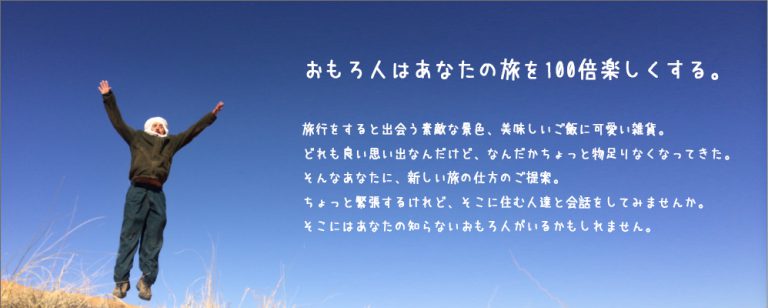 おもろ人はあなたの旅を100倍楽しくする。
旅行をすると出会う素敵な景色、美味しいご飯に可愛い雑貨。
どれも良い思い出なんだけど、なんだかちょっと物足りなくなってきた。
そんなあなたに、新しい旅の仕方のご提案。
ちょっと緊張するけれど、そこに住む人達と会話をしてみませんか。
そこにはあなたの知らないおもろ人がいるかもしれません。